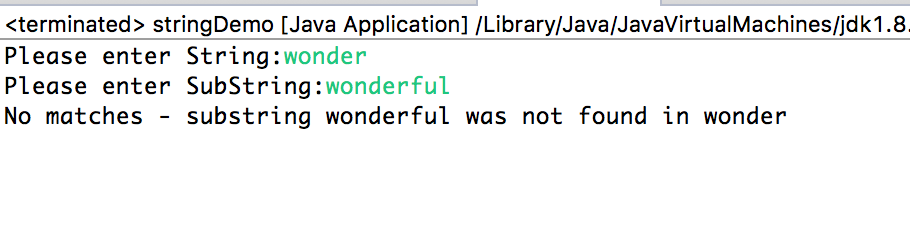 <terminated> stringDemo [Java Application] /Library/Java/JavaVirtualMachines/jdk1.8.
Please enter String:wonder
Please enter SubString:wonderful
No matches - substring wonderful was not found in wonder